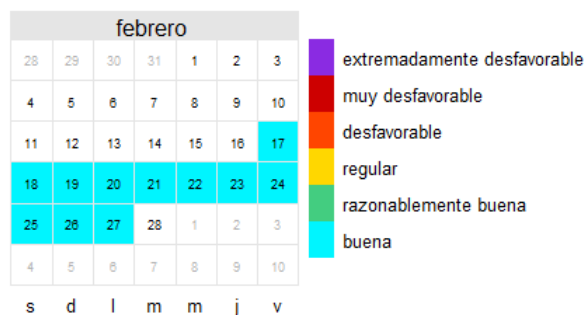 febrero
28 29 30 31 1 2 3
4 5 6 7 8 9 10
11 12 13 14 15 16 17
18 19 20 21 22 23 24
25 26 27 28 1 2 3
4 5 6 7 8 9 10
s d l m m j v
extremadamente desfavorable
muy desfavorable
desfavorable
regular
razonablemente buena
buena